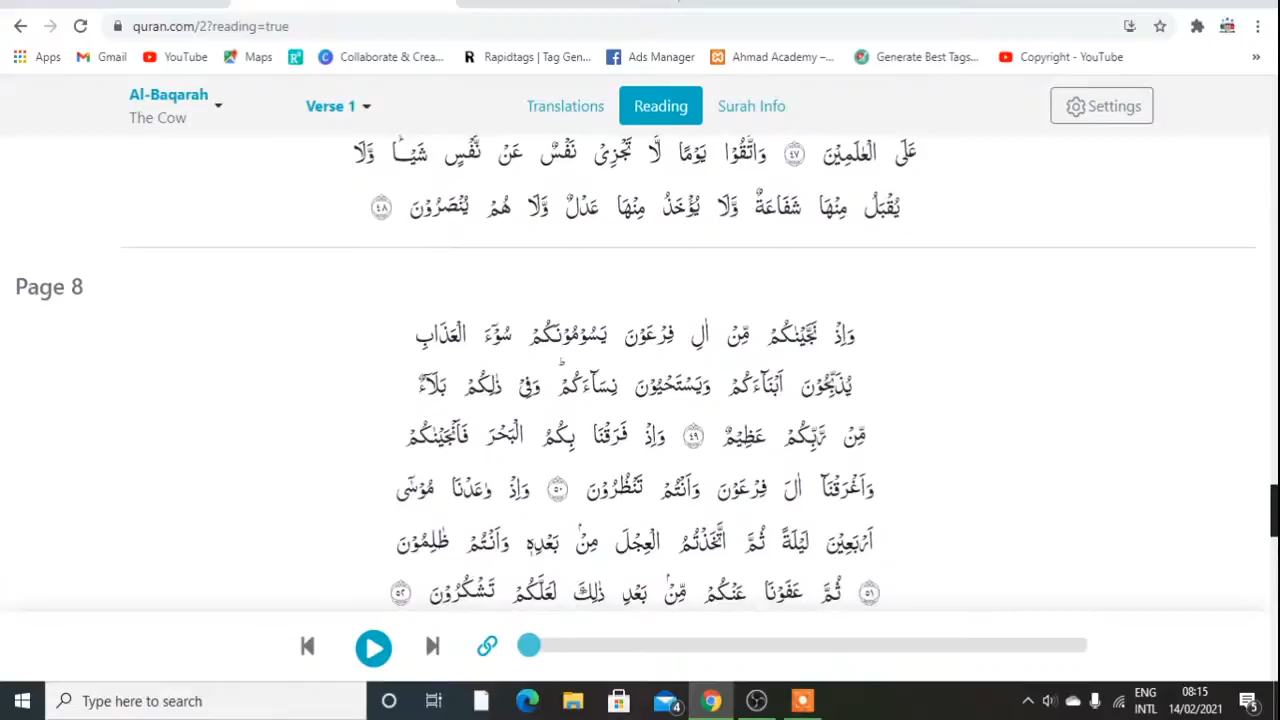 quran.com/2?reading=true
Apps Gmail YouTube Maps Collaborate & Crea... Rapidtags | Tag Gen... Ads Manager Ahmad Academy –... Generate Best Tags... Copyright - YouTube »
Al-Baqarah Verse 1 Translations Reading Surah Info Settings
The Cow
عَلَى الْعٰلَمِيْنَ ٤٧ وَاتَّقُوْا يَوْمًا لَّا تَجْزِيْ نَفْسٌ عَنْ نَّفْسٍ شَيْـًٔا وَّلَا
يُقْبَلُ مِنْهَا شَفَاعَةٌ وَّلَا يُؤْخَذُ مِنْهَا عَدْلٌ وَّلَا هُمْ يُنْصَرُوْنَ ٤٨
Page 8
وَاِذْ نَجَّيْنٰكُمْ مِّنْ اٰلِ فِرْعَوْنَ يَسُوْمُوْنَكُمْ سُوْٓءَ الْعَذَابِ
يُذَبِّحُوْنَ اَبْنَآءَكُمْ وَيَسْتَحْيُوْنَ نِسَآءَكُمْ ؕ وَفِيْ ذٰلِكُمْ بَلَآءٌ
مِّنْ رَّبِّكُمْ عَظِيْمٌ ٤٩ وَاِذْ فَرَقْنَا بِكُمُ الْبَحْرَ فَاَنْجَيْنٰكُمْ
وَاَغْرَقْنَآ اٰلَ فِرْعَوْنَ وَاَنْتُمْ تَنْظُرُوْنَ ٥٠ وَاِذْ وٰعَدْنَا مُوْسٰٓى
اَرْبَعِيْنَ لَيْلَةً ثُمَّ اتَّخَذْتُمُ الْعِجْلَ مِنْۢ بَعْدِهٖ وَاَنْتُمْ ظٰلِمُوْنَ
٥١ ثُمَّ عَفَوْنَا عَنْكُمْ مِّنْۢ بَعْدِ ذٰلِكَ لَعَلَّكُمْ تَشْكُرُوْنَ ٥٢
Type here to search 4 ENG 08:15
INTL 14/02/2021 5